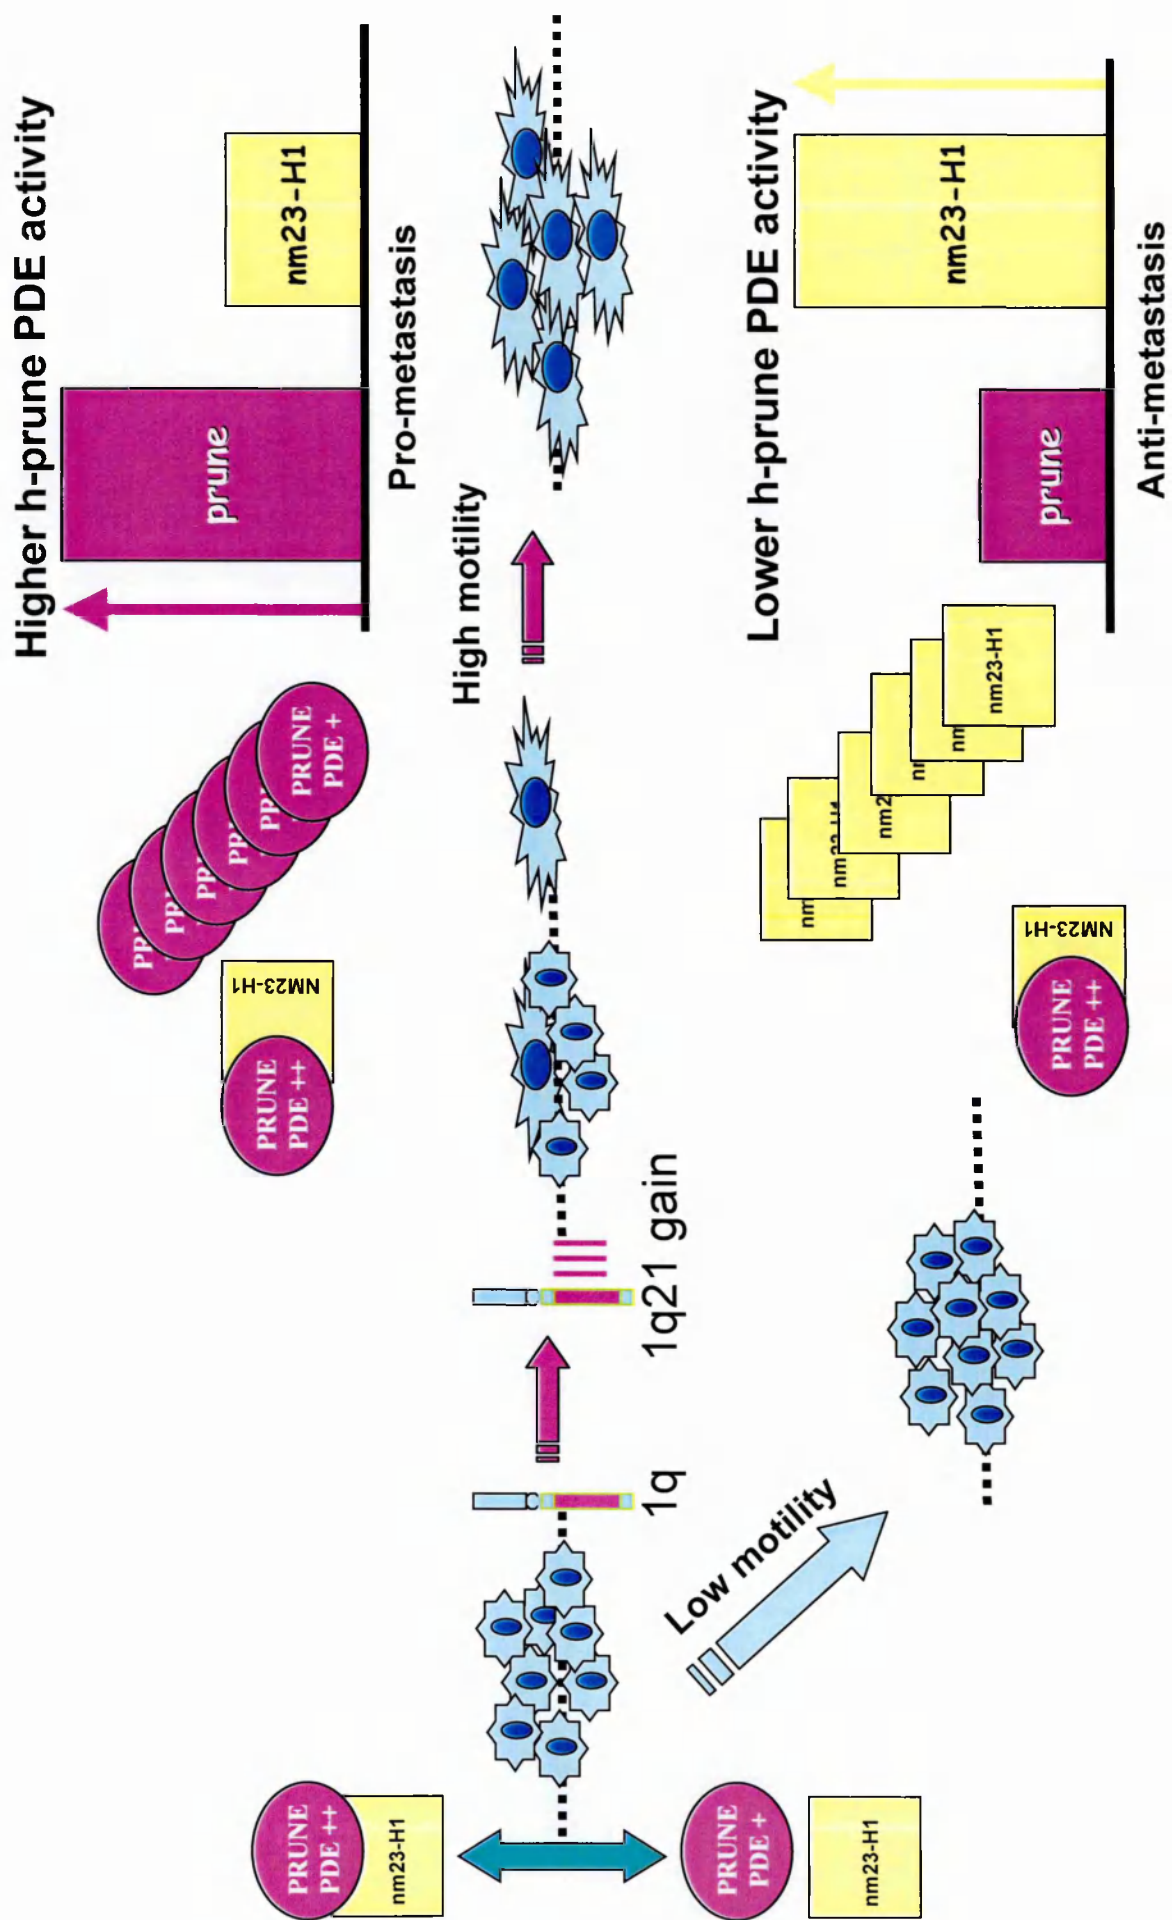 Higher h-prune PDE activity
PRUNE
PDE ++
NM23-H1
PRUNE
PDE +
prune
nm23-H1
Pro-metastasis
PRUNE
PDE ++
nm23-H1
High motility
1q
1q21 gain
PRUNE
PDE +
nm23-H1
Low motility
Lower h-prune PDE activity
nm23-H1
PRUNE
PDE ++
NM23-H1
prune
nm23-H1
Anti-metastasis